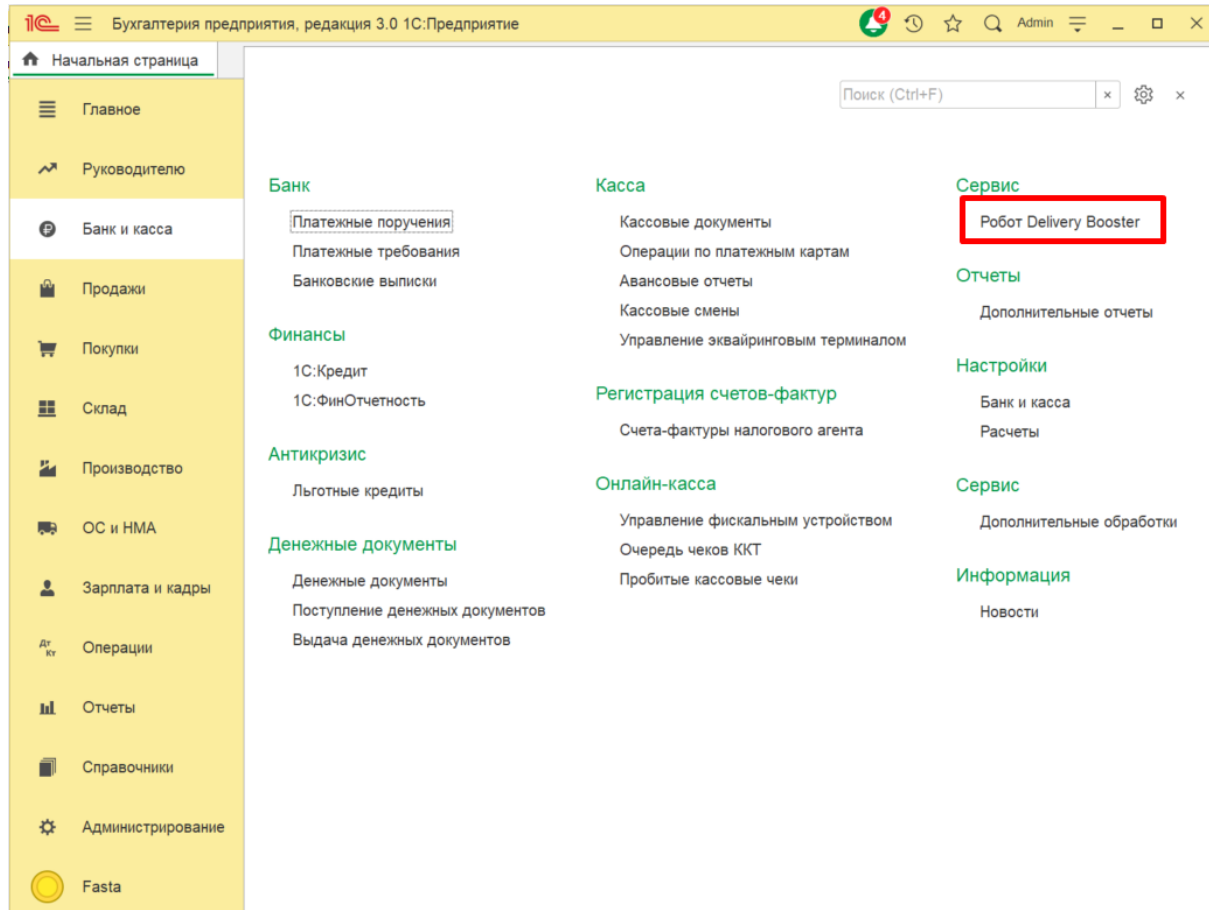 1С Бухгалтерия предприятия, редакция 3.0 1С:Предприятие 4 Admin
Начальная страница
Поиск (Ctrl+F)
Главное
Руководителю
Банк и касса
Продажи
Покупки
Склад
Производство
ОС и НМА
Зарплата и кадры
Дт Кт Операции
Отчеты
Справочники
Администрирование
Fasta
Банк
Платежные поручения
Платежные требования
Банковские выписки
Финансы
1С:Кредит
1С:ФинОтчетность
Антикризис
Льготные кредиты
Денежные документы
Денежные документы
Поступление денежных документов
Выдача денежных документов
Касса
Кассовые документы
Операции по платежным картам
Авансовые отчеты
Кассовые смены
Управление эквайринговым терминалом
Регистрация счетов-фактур
Счета-фактуры налогового агента
Онлайн-касса
Управление фискальным устройством
Очередь чеков ККТ
Пробитые кассовые чеки
Сервис
Робот Delivery Booster
Отчеты
Дополнительные отчеты
Настройки
Банк и касса
Расчеты
Сервис
Дополнительные обработки
Информация
Новости